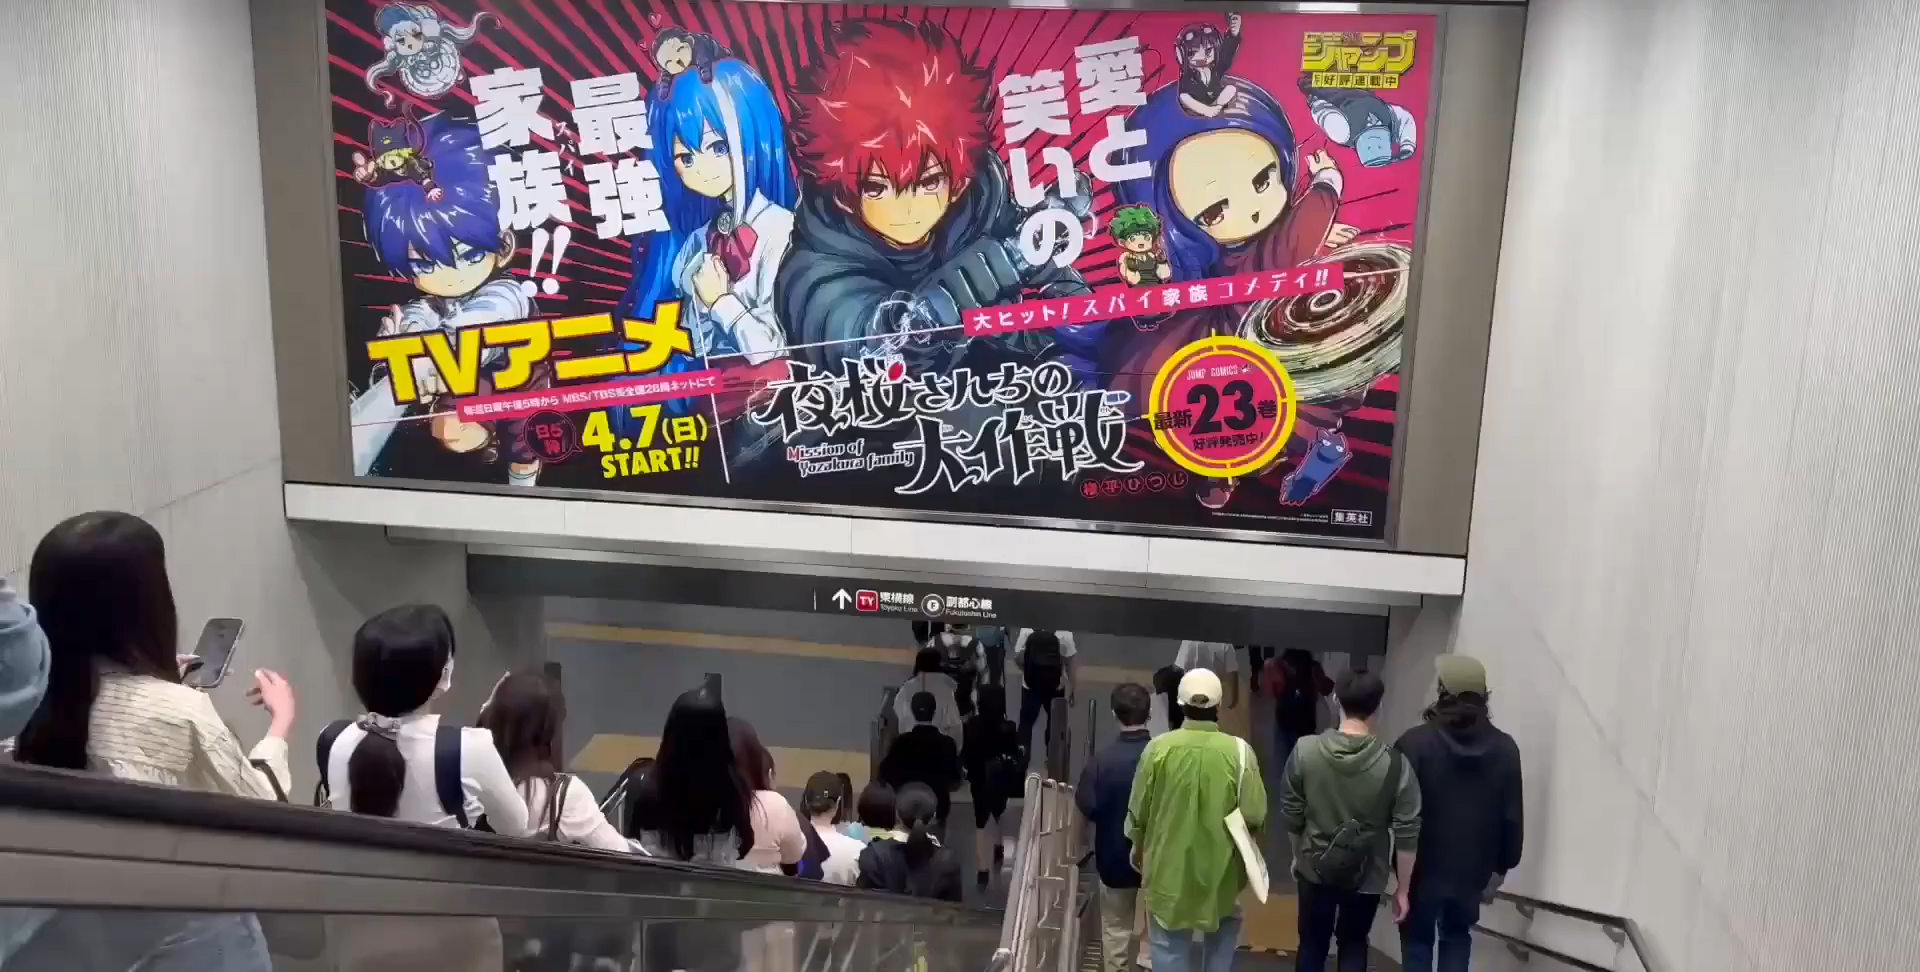 愛と
笑いの
最強
家族!!
スパイ
ジャンプ
好評連載中
大ヒット!スパイ家族コメディ!!
TVアニメ
毎週日曜午後5時から MBS/TBS系全国28局ネットにて
日5枠!
4.7(日)
START!!
夜桜さんちの
大作戦
Mission of
Yozakura family
権平ひつじ
JUMP COMICS
最新23巻
好評発売中!
集英社
↑ TY 東横線 F 副都心線
Toyoko Line Fukutoshin Line